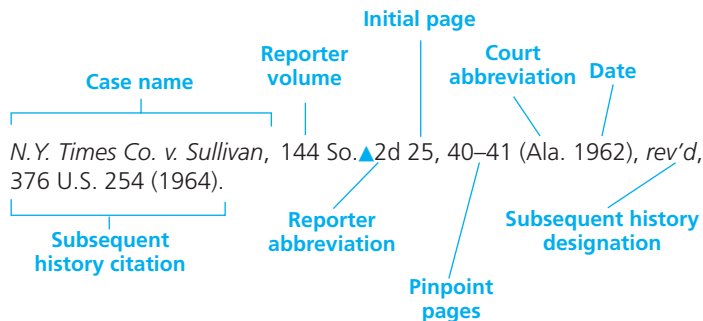 Initial page
Reporter
volume
Court
abbreviation
Date
Case name
N.Y. Times Co. v. Sullivan, 144 So.▲2d 25, 40–41 (Ala. 1962), rev'd,
376 U.S. 254 (1964).
Subsequent
history citation
Reporter
abbreviation
Subsequent history
designation
Pinpoint
pages